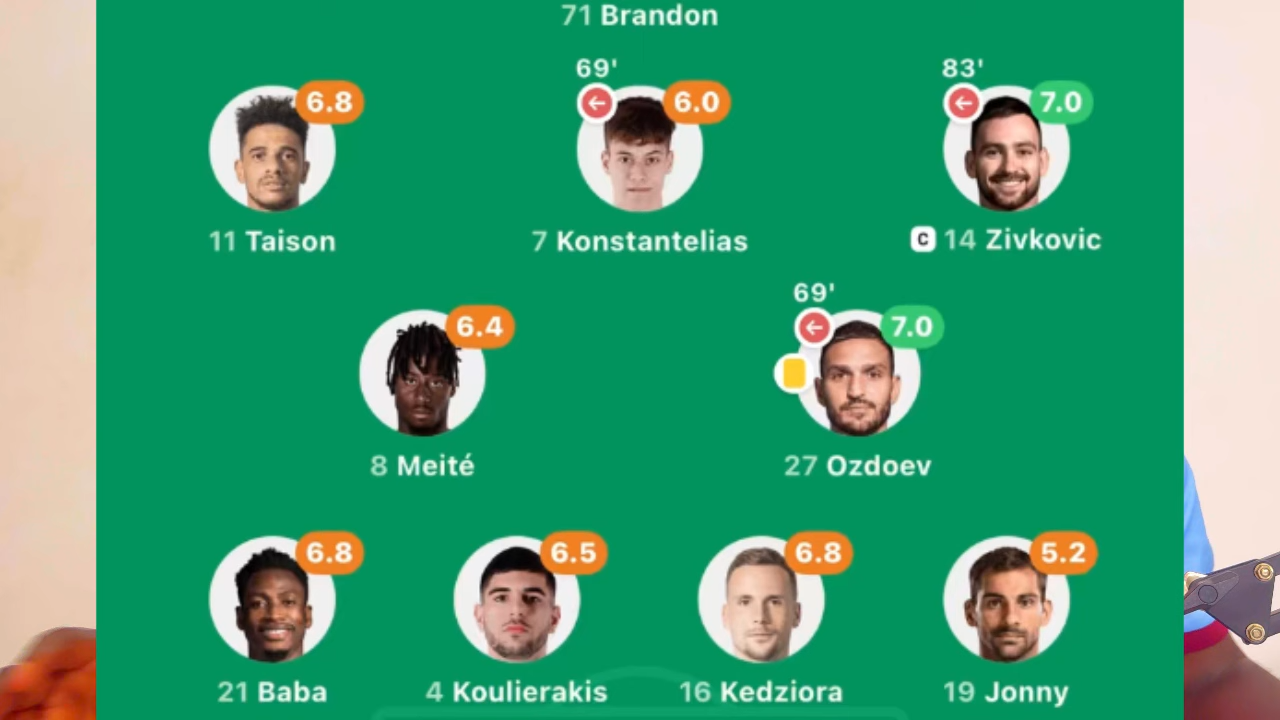 71 Brandon
69' 83'
6.8 6.0 7.0
11 Taison 7 Konstantelias C 14 Zivkovic
69'
6.4 7.0
8 Meité 27 Ozdoev
6.8 6.5 6.8 5.2
21 Baba 4 Koulierakis 16 Kedziora 19 Jonny